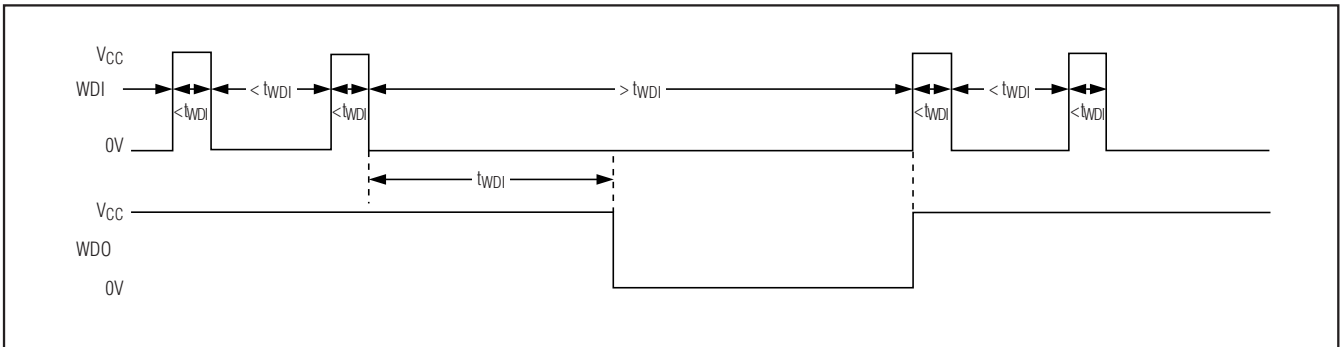 VCC
WDI
< tWDI
> tWDI
< tWDI
<tWDI
<tWDI
<tWDI
<tWDI
0V
tWDI
VCC
WDO
0V